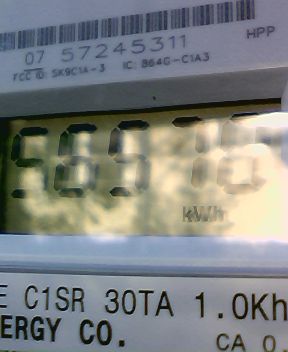 HPP
07 57245311
FCC ID: SK9C1A-3 IC: 864G-C1A3
kWh
E C1SR 30TA 1.0Kh
ERGY CO. CA 0.